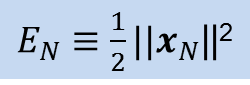 E_N ≡ 1/2 ||x_N||²